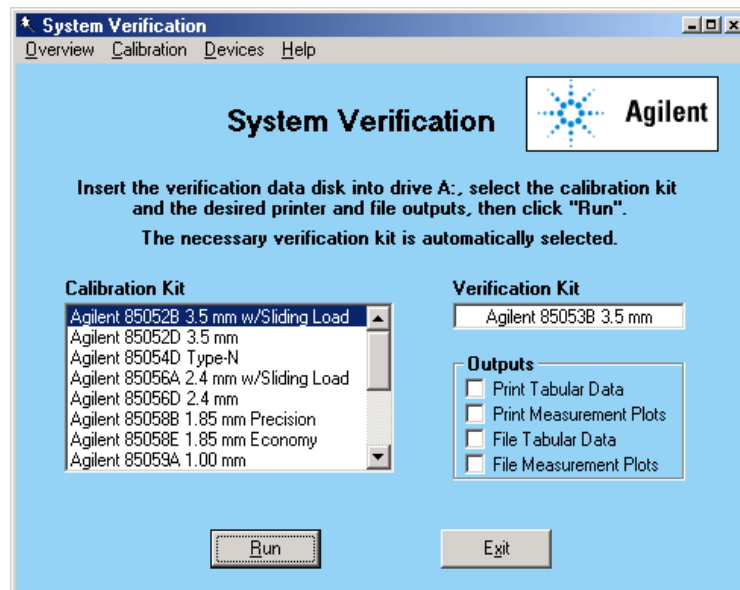 System Verification
Overview Calibration Devices Help
System Verification
Agilent
Insert the verification data disk into drive A:, select the calibration kit
and the desired printer and file outputs, then click "Run".
The necessary verification kit is automatically selected.
Calibration Kit
Agilent 85052B 3.5 mm w/Sliding Load
Agilent 85052D 3.5 mm
Agilent 85054D Type-N
Agilent 85056A 2.4 mm w/Sliding Load
Agilent 85056D 2.4 mm
Agilent 85058B 1.85 mm Precision
Agilent 85058E 1.85 mm Economy
Agilent 85059A 1.00 mm
Verification Kit
Agilent 85053B 3.5 mm
Outputs
Print Tabular Data
Print Measurement Plots
File Tabular Data
File Measurement Plots
Run
Exit